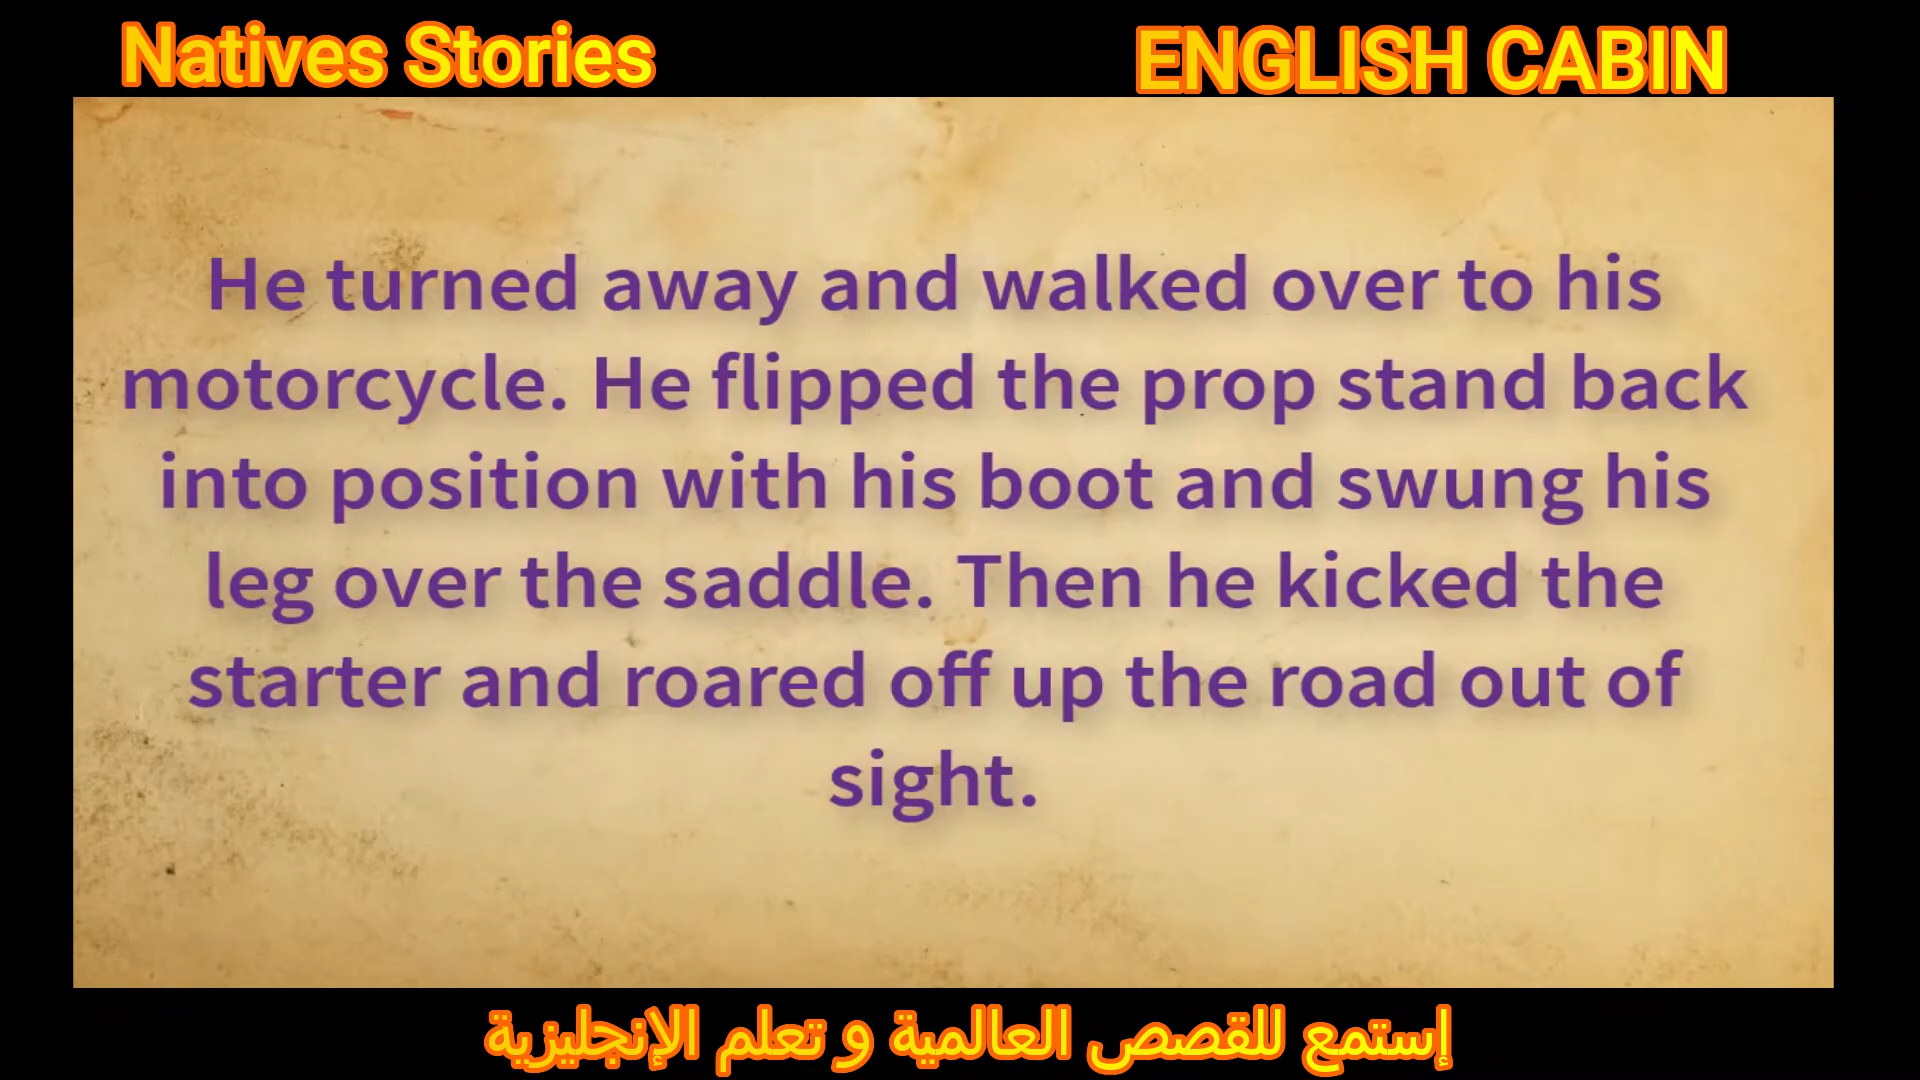 Natives Stories
ENGLISH CABIN
He turned away and walked over to his
motorcycle. He flipped the prop stand back
into position with his boot and swung his
leg over the saddle. Then he kicked the
starter and roared off up the road out of
sight.
إستمع للقصص العالمية و تعلم الإنجليزية